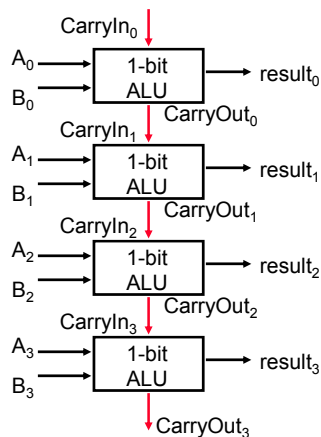 CarryIn₀
A₀
B₀
1-bit
ALU
result₀
CarryOut₀
CarryIn₁
A₁
B₁
1-bit
ALU
result₁
CarryOut₁
CarryIn₂
A₂
B₂
1-bit
ALU
result₂
CarryOut₂
CarryIn₃
A₃
B₃
1-bit
ALU
result₃
CarryOut₃